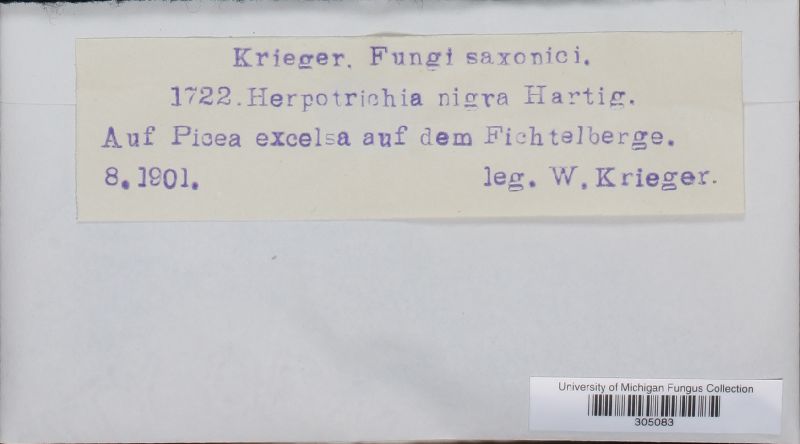 Krieger. Fungi saxonici.
1722. Herpotrichia nigra Hartig.
Auf Picea excelsa auf dem Fichtelberge.
8. 1901. leg. W. Krieger.
University of Michigan Fungus Collection
305083